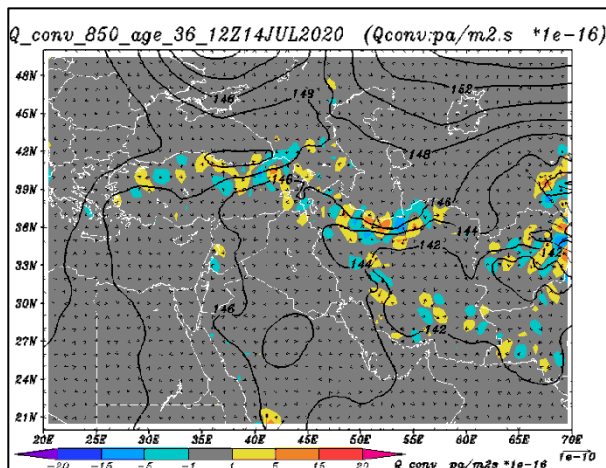 Q_conv_850_age_36_12Z14JUL2020 (Qconv:pa/m2.s *1e-16)
48N
45N
42N
39N
36N
33N
30N
27N
24N
21N
146
148
152
148
146
146
144
142
142
144
146
142
20E 25E 30E 35E 40E 45E 50E 55E 60E 65E 70E
1e-10
-20 -15 -5 -1 1 5 15 20 Q_conv pa/m2s *1e-16